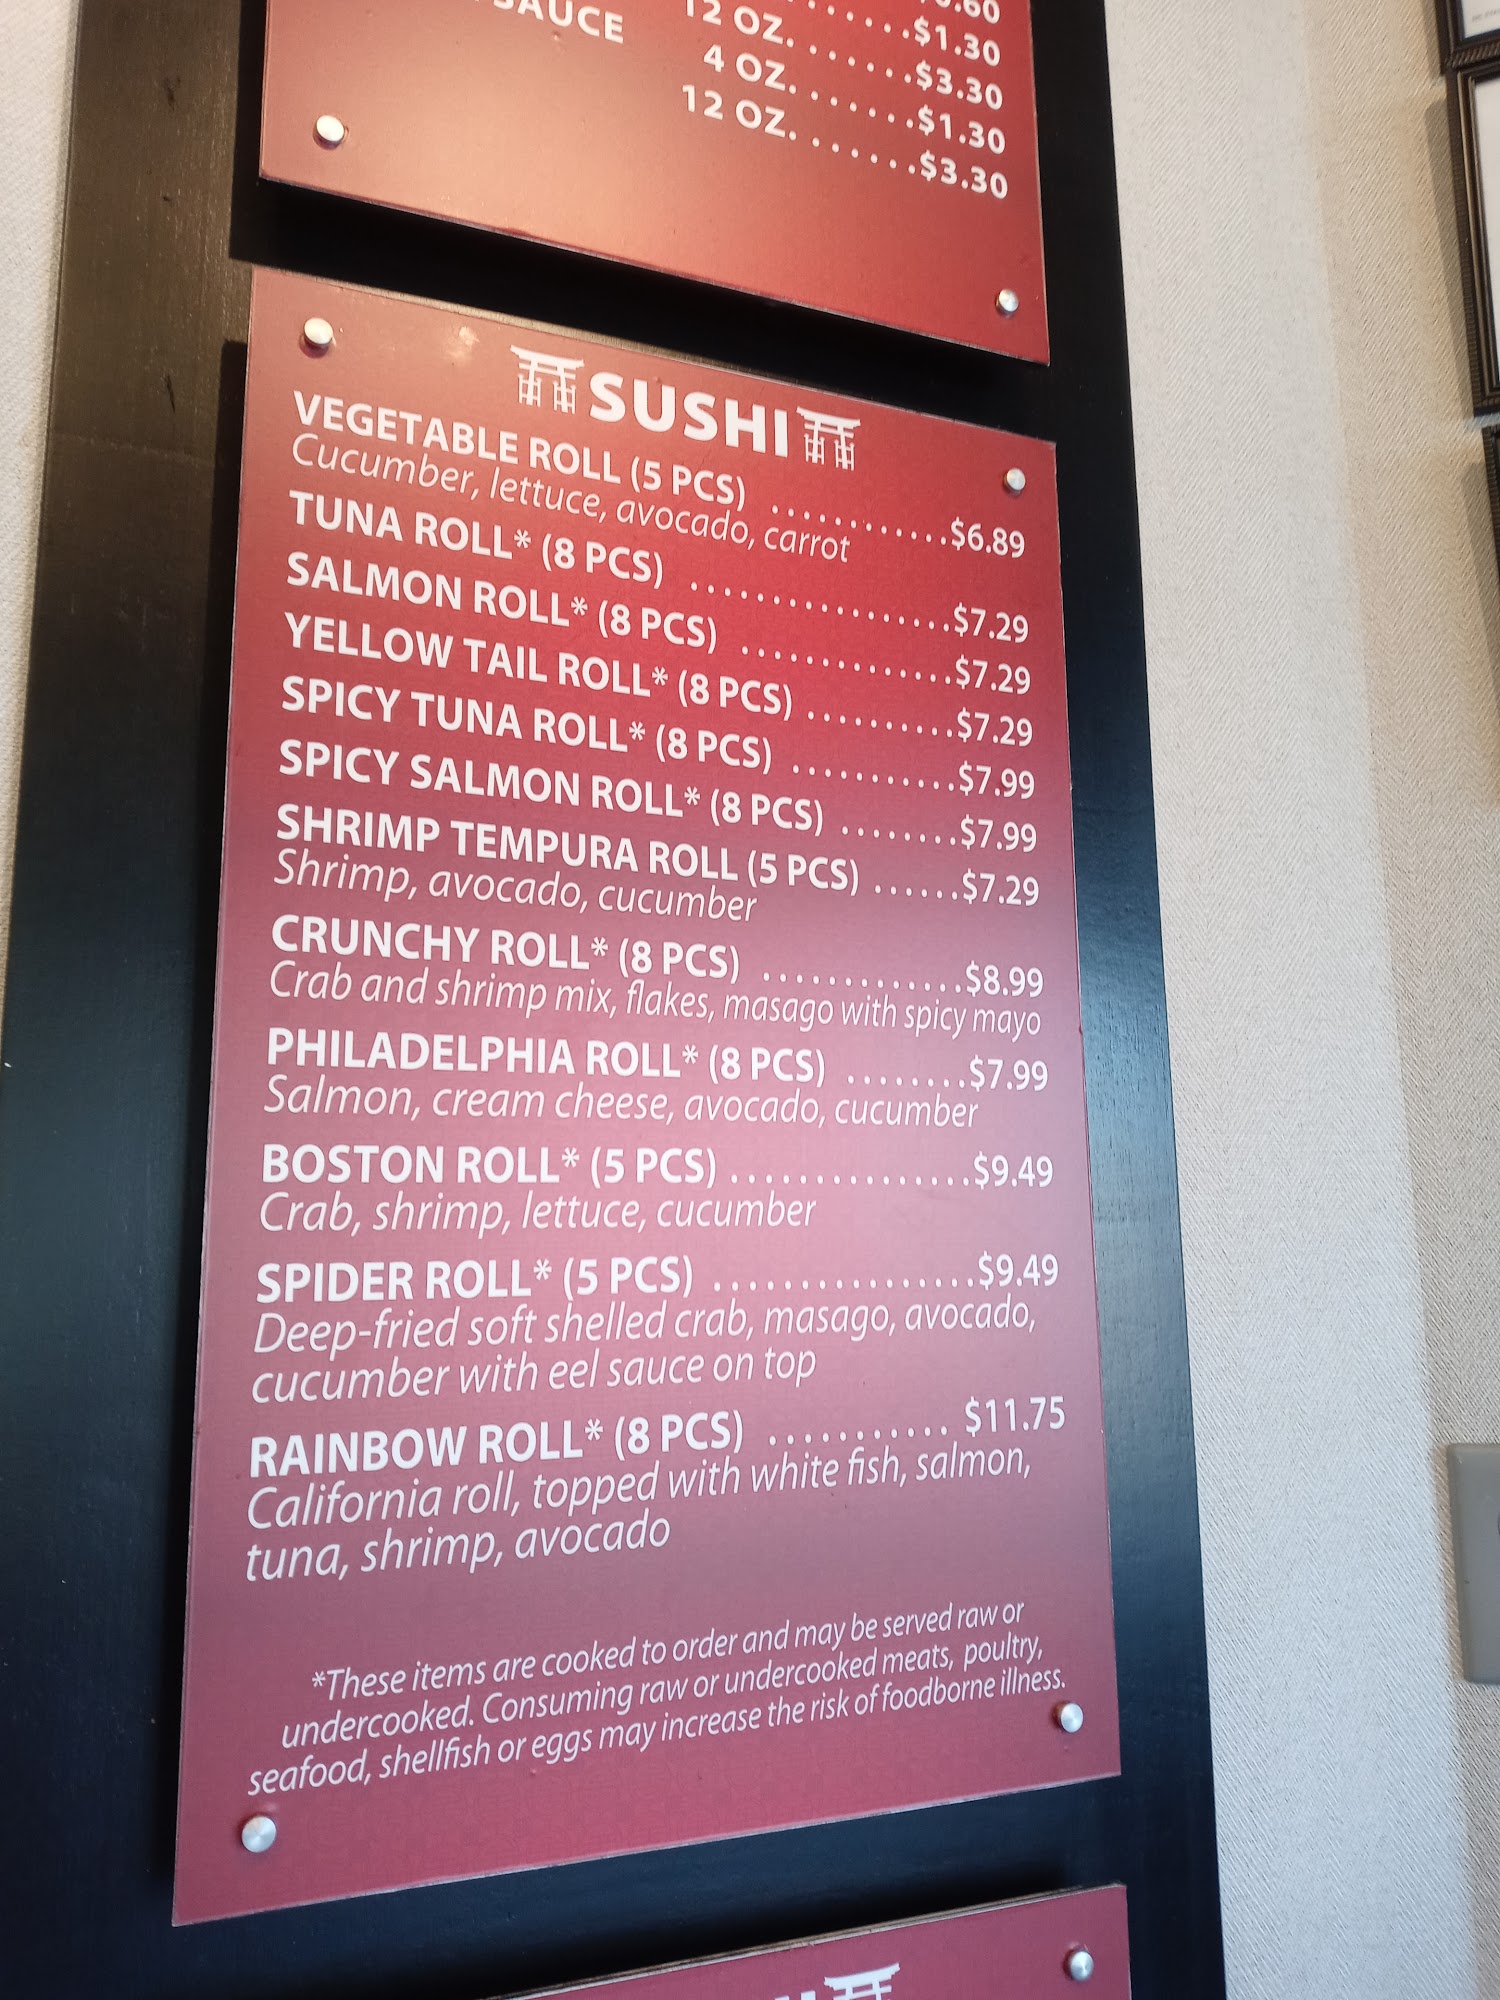 SAUCE
12 OZ. . . . . . . .$1.30
4 OZ. . . . . . . .$3.30
12 OZ. . . . . . . .$1.30
$3.30
SUSHI
VEGETABLE ROLL (5 PCS) . . . . . . . . . . . .$6.89
Cucumber, lettuce, avocado, carrot
TUNA ROLL* (8 PCS) . . . . . . . . . . . . . . . . .$7.29
SALMON ROLL* (8 PCS) . . . . . . . . . . . . . .$7.29
YELLOW TAIL ROLL* (8 PCS) . . . . . . . . . .$7.29
SPICY TUNA ROLL* (8 PCS) . . . . . . . . . . .$7.99
SPICY SALMON ROLL* (8 PCS) . . . . . . . .$7.99
SHRIMP TEMPURA ROLL (5 PCS) . . . . . .$7.29
Shrimp, avocado, cucumber
CRUNCHY ROLL* (8 PCS) . . . . . . . . . . . . .$8.99
Crab and shrimp mix, flakes, masago with spicy mayo
PHILADELPHIA ROLL* (8 PCS) . . . . . . . .$7.99
Salmon, cream cheese, avocado, cucumber
BOSTON ROLL* (5 PCS) . . . . . . . . . . . . . . .$9.49
Crab, shrimp, lettuce, cucumber
SPIDER ROLL* (5 PCS) . . . . . . . . . . . . . . . . .$9.49
Deep-fried soft shelled crab, masago, avocado,
cucumber with eel sauce on top
RAINBOW ROLL* (8 PCS) . . . . . . . . . . . . $11.75
California roll, topped with white fish, salmon,
tuna, shrimp, avocado
*These items are cooked to order and may be served raw or
undercooked. Consuming raw or undercooked meats, poultry,
seafood, shellfish or eggs may increase the risk of foodborne illness.